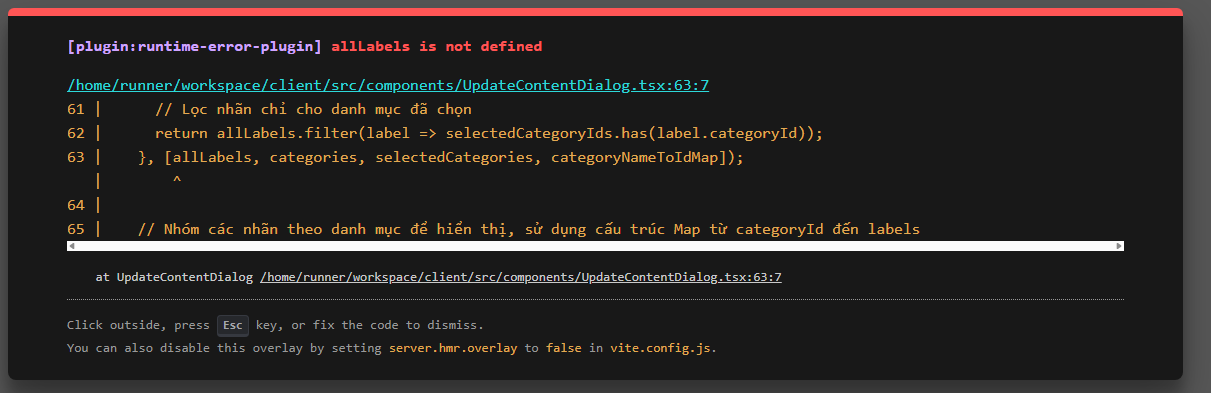 [plugin:runtime-error-plugin] allLabels is not defined
/home/runner/workspace/client/src/components/UpdateContentDialog.tsx:63:7
61 |      // Lọc nhãn chỉ cho danh mục đã chọn
62 |      return allLabels.filter(label => selectedCategoryIds.has(label.categoryId));
63 |    }, [allLabels, categories, selectedCategories, categoryNameToIdMap]);
   |        ^
64 |
65 |    // Nhóm các nhãn theo danh mục để hiển thị, sử dụng cấu trúc Map từ categoryId đến labels
at UpdateContentDialog /home/runner/workspace/client/src/components/UpdateContentDialog.tsx:63:7
Click outside, press Esc key, or fix the code to dismiss.
You can also disable this overlay by setting server.hmr.overlay to false in vite.config.js.